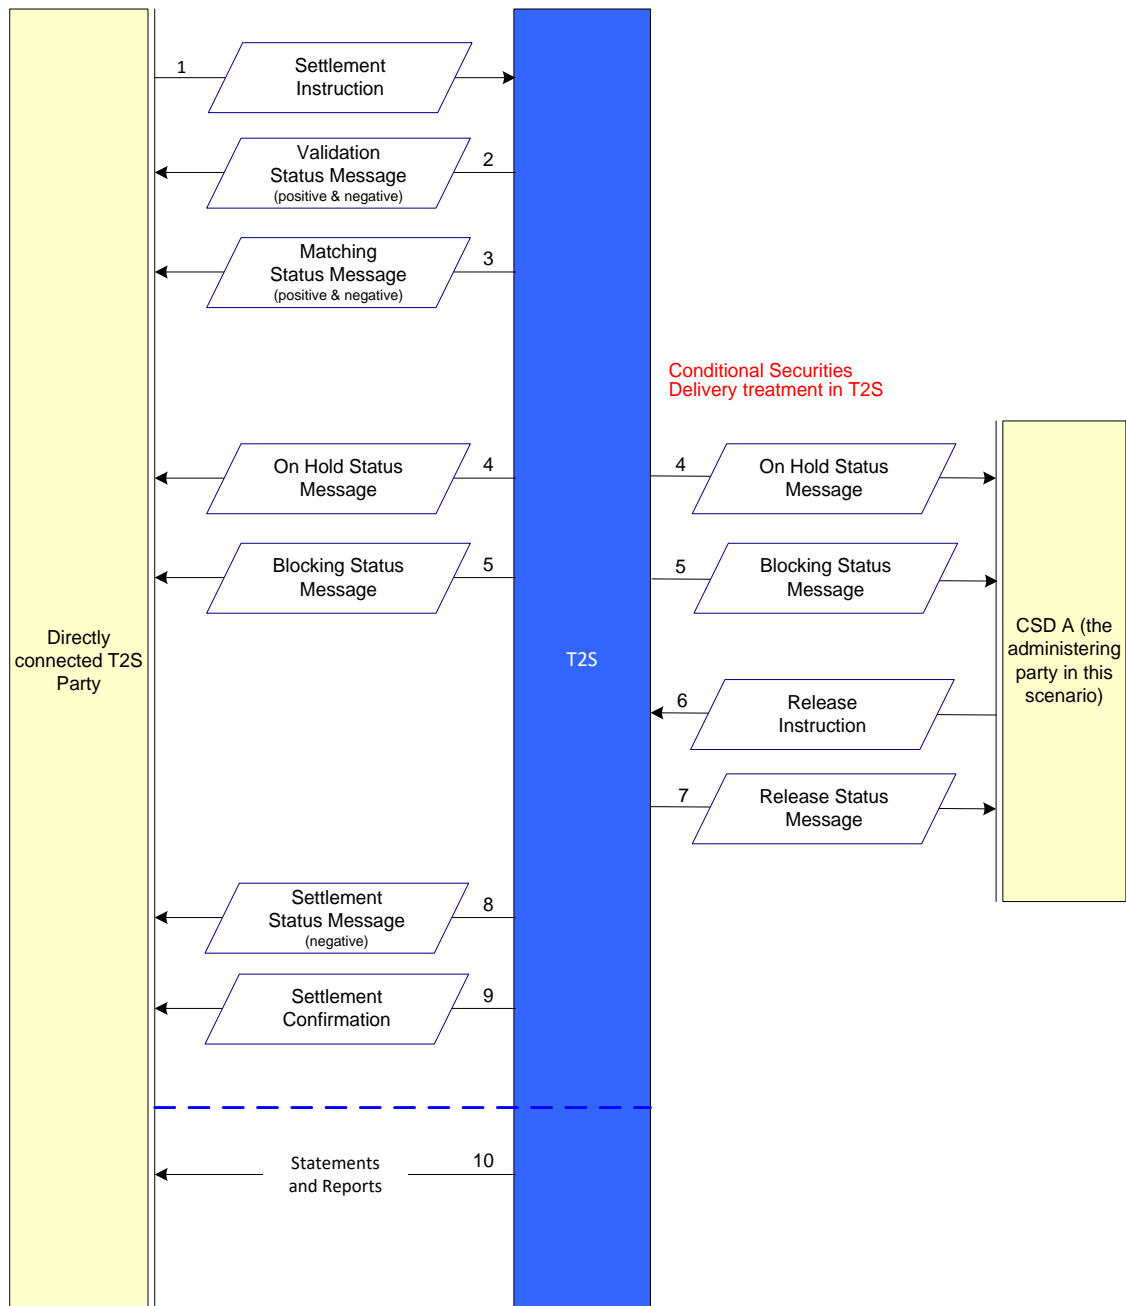 1
Settlement
Instruction
Validation
Status Message
(positive & negative)
2
Matching
Status Message
(positive & negative)
3
Conditional Securities
Delivery treatment in T2S
On Hold Status
Message
4
4
On Hold Status
Message
Blocking Status
Message
5
5
Blocking Status
Message
Directly
connected T2S
Party
T2S
CSD A (the
administering
party in this
scenario)
6
Release
Instruction
7
Release Status
Message
Settlement
Status Message
(negative)
8
Settlement
Confirmation
9
Statements
and Reports
10